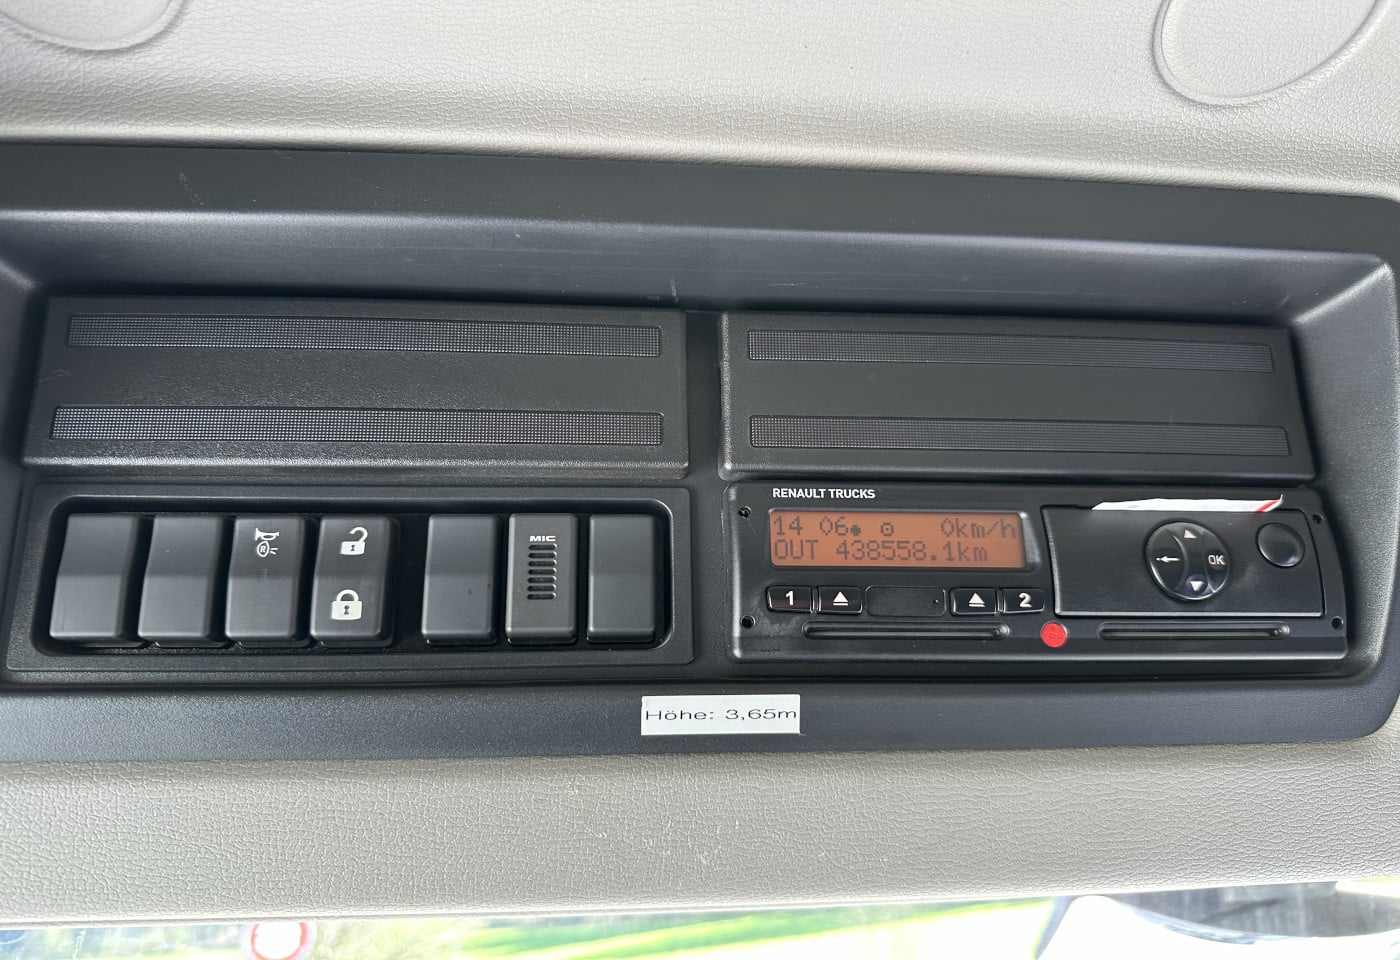 MIC
RENAULT TRUCKS
14 06 0km/h
OUT 438558.1km
1 2
OK
Höhe: 3,65m